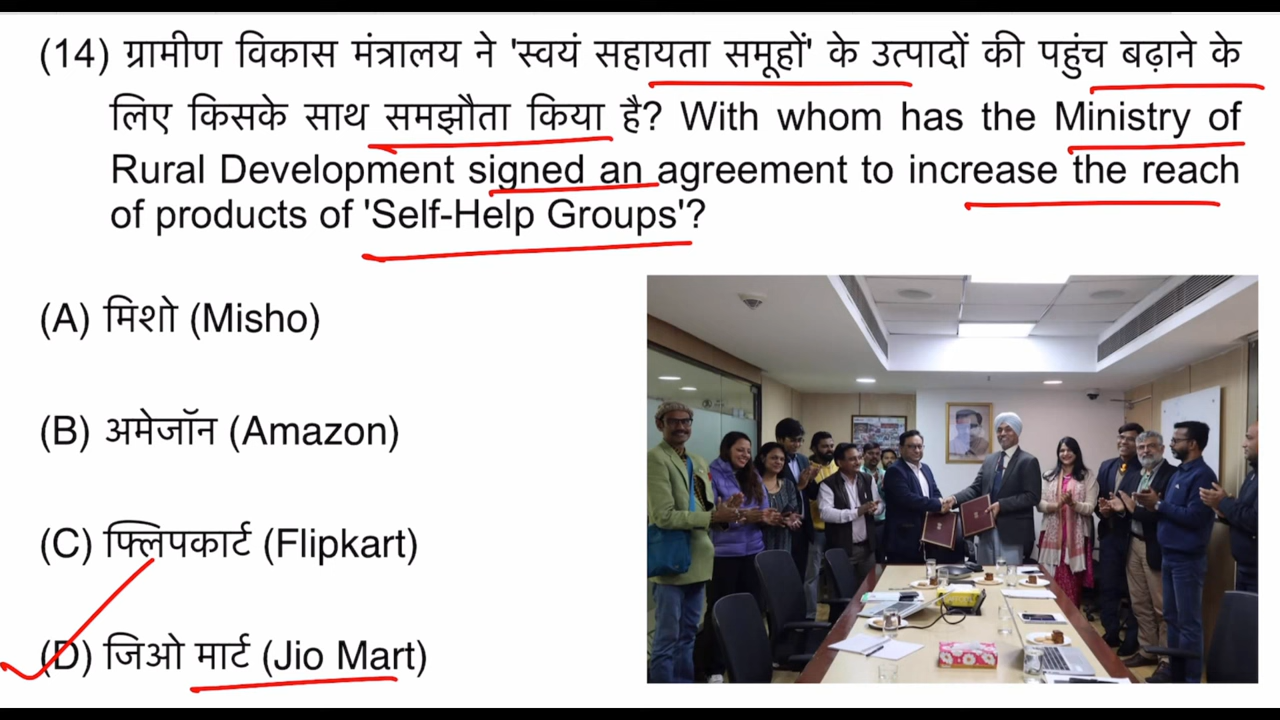 (14) ग्रामीण विकास मंत्रालय ने 'स्वयं सहायता समूहों' के उत्पादों की पहुंच बढ़ाने के
लिए किसके साथ समझौता किया है? With whom has the Ministry of
Rural Development signed an agreement to increase the reach
of products of 'Self-Help Groups'?
(A) मिशो (Misho)
(B) अमेजॉन (Amazon)
(C) फ्लिपकार्ट (Flipkart)
(D) जिओ मार्ट (Jio Mart)